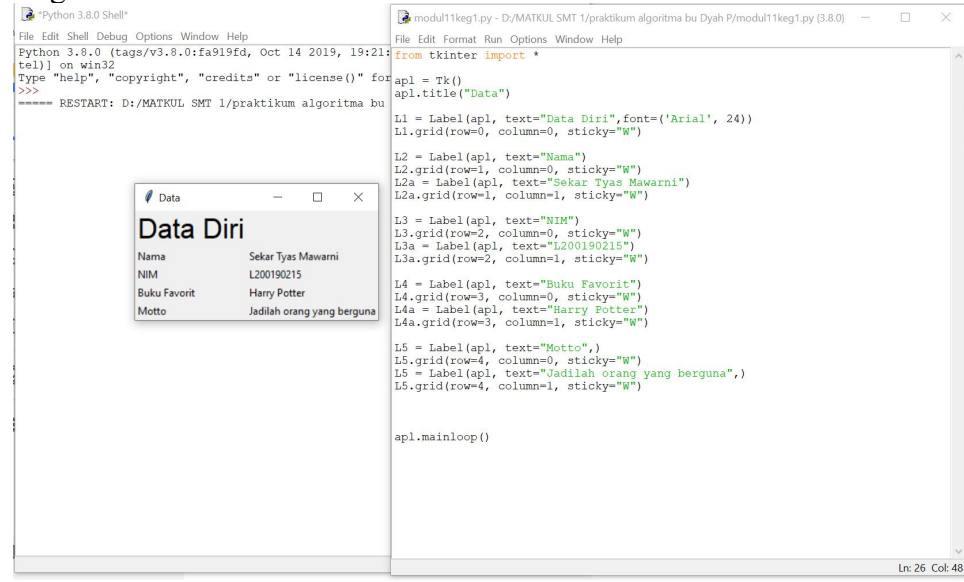 *Python 3.8.0 Shell*
File Edit Shell Debug Options Window Help
Python 3.8.0 (tags/v3.8.0:fa919fd, Oct 14 2019, 19:21:
tel)] on win32
Type "help", "copyright", "credits" or "license()" for
>>>
===== RESTART: D:/MATKUL SMT 1/praktikum algoritma bu
Data
Data Diri
Nama Sekar Tyas Mawarni
NIM L200190215
Buku Favorit Harry Potter
Motto Jadilah orang yang berguna
modul11keg1.py - D:/MATKUL SMT 1/praktikum algoritma bu Dyah P/modul11keg1.py (3.8.0)
File Edit Format Run Options Window Help
from tkinter import *
apl = Tk()
apl.title("Data")
L1 = Label(apl, text="Data Diri",font=('Arial', 24))
L1.grid(row=0, column=0, sticky="W")
L2 = Label(apl, text="Nama")
L2.grid(row=1, column=0, sticky="W")
L2a = Label(apl, text="Sekar Tyas Mawarni")
L2a.grid(row=1, column=1, sticky="W")
L3 = Label(apl, text="NIM")
L3.grid(row=2, column=0, sticky="W")
L3a = Label(apl, text="L200190215")
L3a.grid(row=2, column=1, sticky="W")
L4 = Label(apl, text="Buku Favorit")
L4.grid(row=3, column=0, sticky="W")
L4a = Label(apl, text="Harry Potter")
L4a.grid(row=3, column=1, sticky="W")
L5 = Label(apl, text="Motto",)
L5.grid(row=4, column=0, sticky="W")
L5 = Label(apl, text="Jadilah orang yang berguna",)
L5.grid(row=4, column=1, sticky="W")
apl.mainloop()
Ln: 26 Col: 48